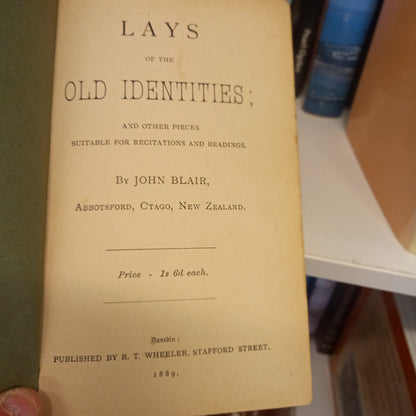 LAYS
OF THE
OLD IDENTITIES;
AND OTHER PIECES
SUITABLE FOR RECITATIONS AND READINGS.
BY JOHN BLAIR,
ABBOTSFORD, CTAGO, NEW ZEALAND.
Price - 1s 6d each.
Dunedin:
PUBLISHED BY R. T. WHEELER, STAFFORD STREET.
1889.